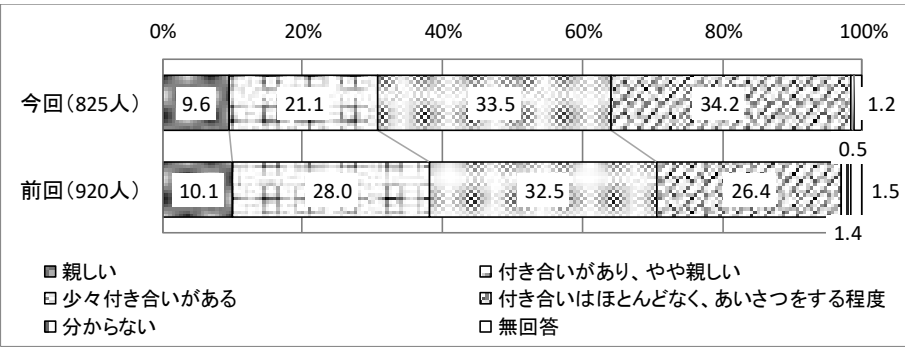 0% 20% 40% 60% 80% 100%
今回(825人) 9.6 21.1 33.5 34.2 1.2
0.5
前回(920人) 10.1 28.0 32.5 26.4 1.5
1.4
親しい 付き合いがあり、やや親しい
少々付き合いがある 付き合いはほとんどなく、あいさつをする程度
分からない 無回答